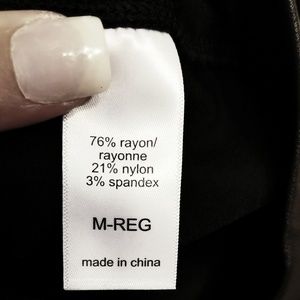 76% rayon/
rayonne
21% nylon
3% spandex
M-REG
made in china